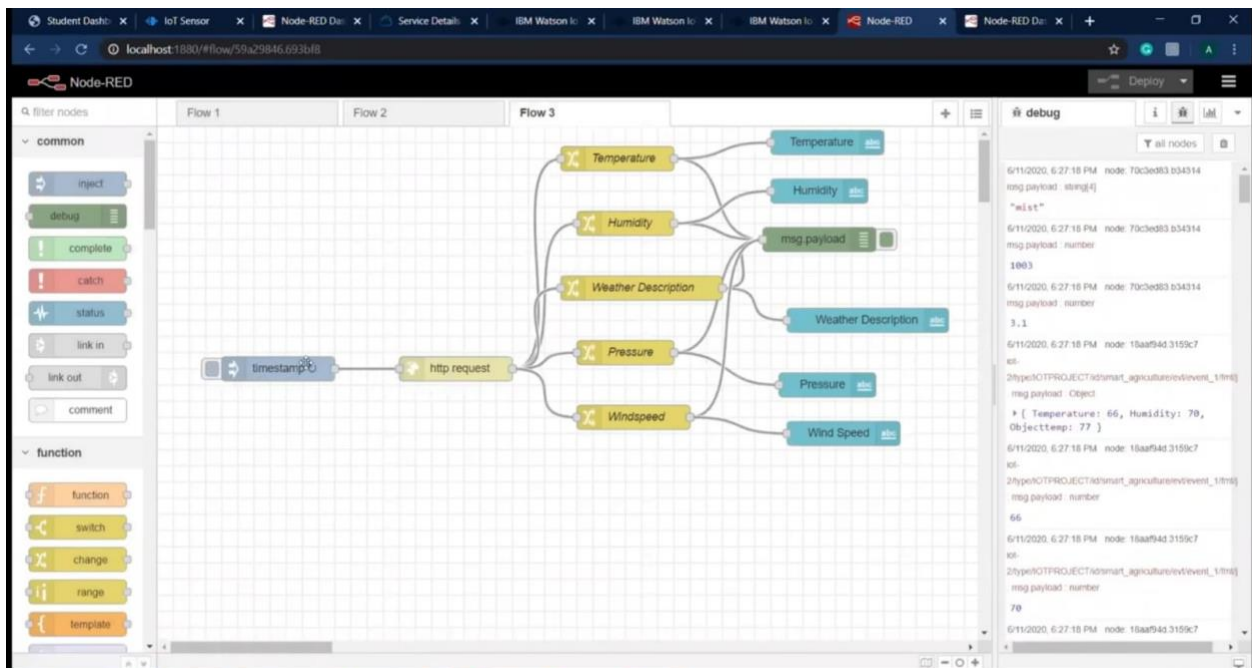 Student Dashb
IoT Sensor
Node-RED Das
Service Details
IBM Watson Io
IBM Watson Io
IBM Watson Io
Node-RED
Node-RED Das
localhost:1880/#flow/59a29846.693bf8
A
Node-RED
Deploy
filter nodes
common
inject
debug
complete
catch
status
link in
link out
comment
function
function
switch
change
range
template
Flow 1
Flow 2
Flow 3
Temperature
Temperature abc
Humidity
Humidity abc
msg.payload
Weather Description
Weather Description abc
timestamp
http request
Pressure
Pressure abc
Windspeed
Wind Speed abc
debug
i
all nodes
6/11/2020, 6:27:18 PM node: 70c3ed83.b34314
msg.payload : string[4]
"mist"
6/11/2020, 6:27:18 PM node: 70c3ed83.b34314
msg.payload : number
1003
6/11/2020, 6:27:18 PM node: 70c3ed83.b34314
msg.payload : number
3.1
6/11/2020, 6:27:18 PM node: 18aaf94d.3159c7
iot-
2/type/IOTPROJECT/id/smart_agriculture/evt/event_1/fmt/j
msg.payload : Object
{ Temperature: 66, Humidity: 70,
Objecttemp: 77 }
6/11/2020, 6:27:18 PM node: 18aaf94d.3159c7
iot-
2/type/IOTPROJECT/id/smart_agriculture/evt/event_1/fmt/j
msg.payload : number
66
6/11/2020, 6:27:18 PM node: 18aaf94d.3159c7
iot-
2/type/IOTPROJECT/id/smart_agriculture/evt/event_1/fmt/j
msg.payload : number
70
6/11/2020, 6:27:18 PM node: 18aaf94d.3159c7